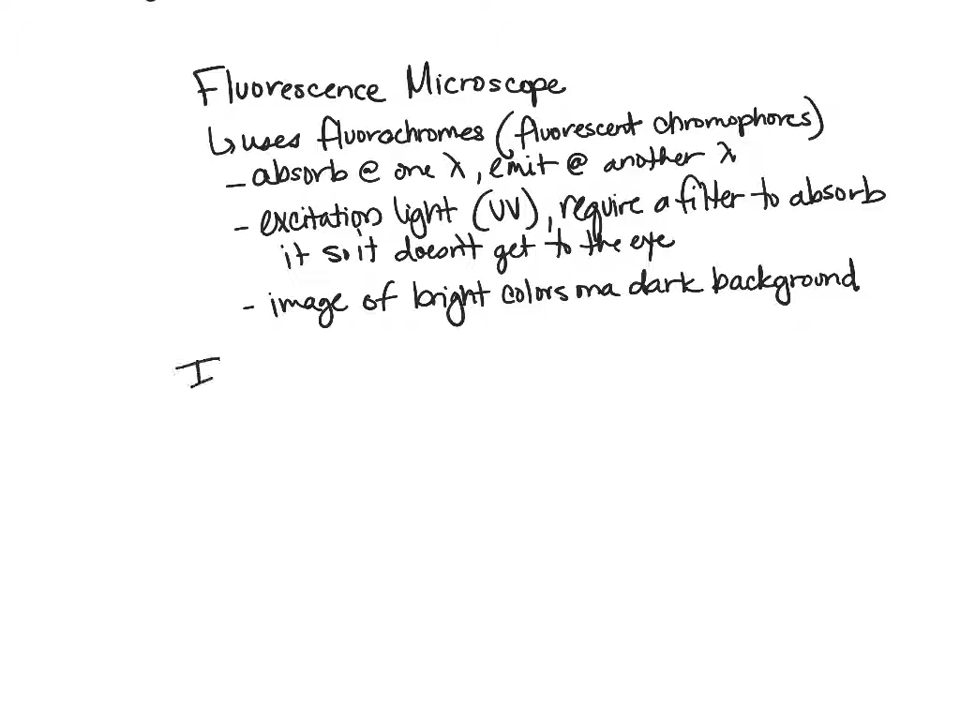 Fluorescence Microscope
↳uses fluorochromes (fluorescent chromophores)
- absorb @ one λ, emit @ another λ
- excitation light (UV), require a filter to absorb
it so it doesn't get to the eye
- image of bright colors on a dark background
I